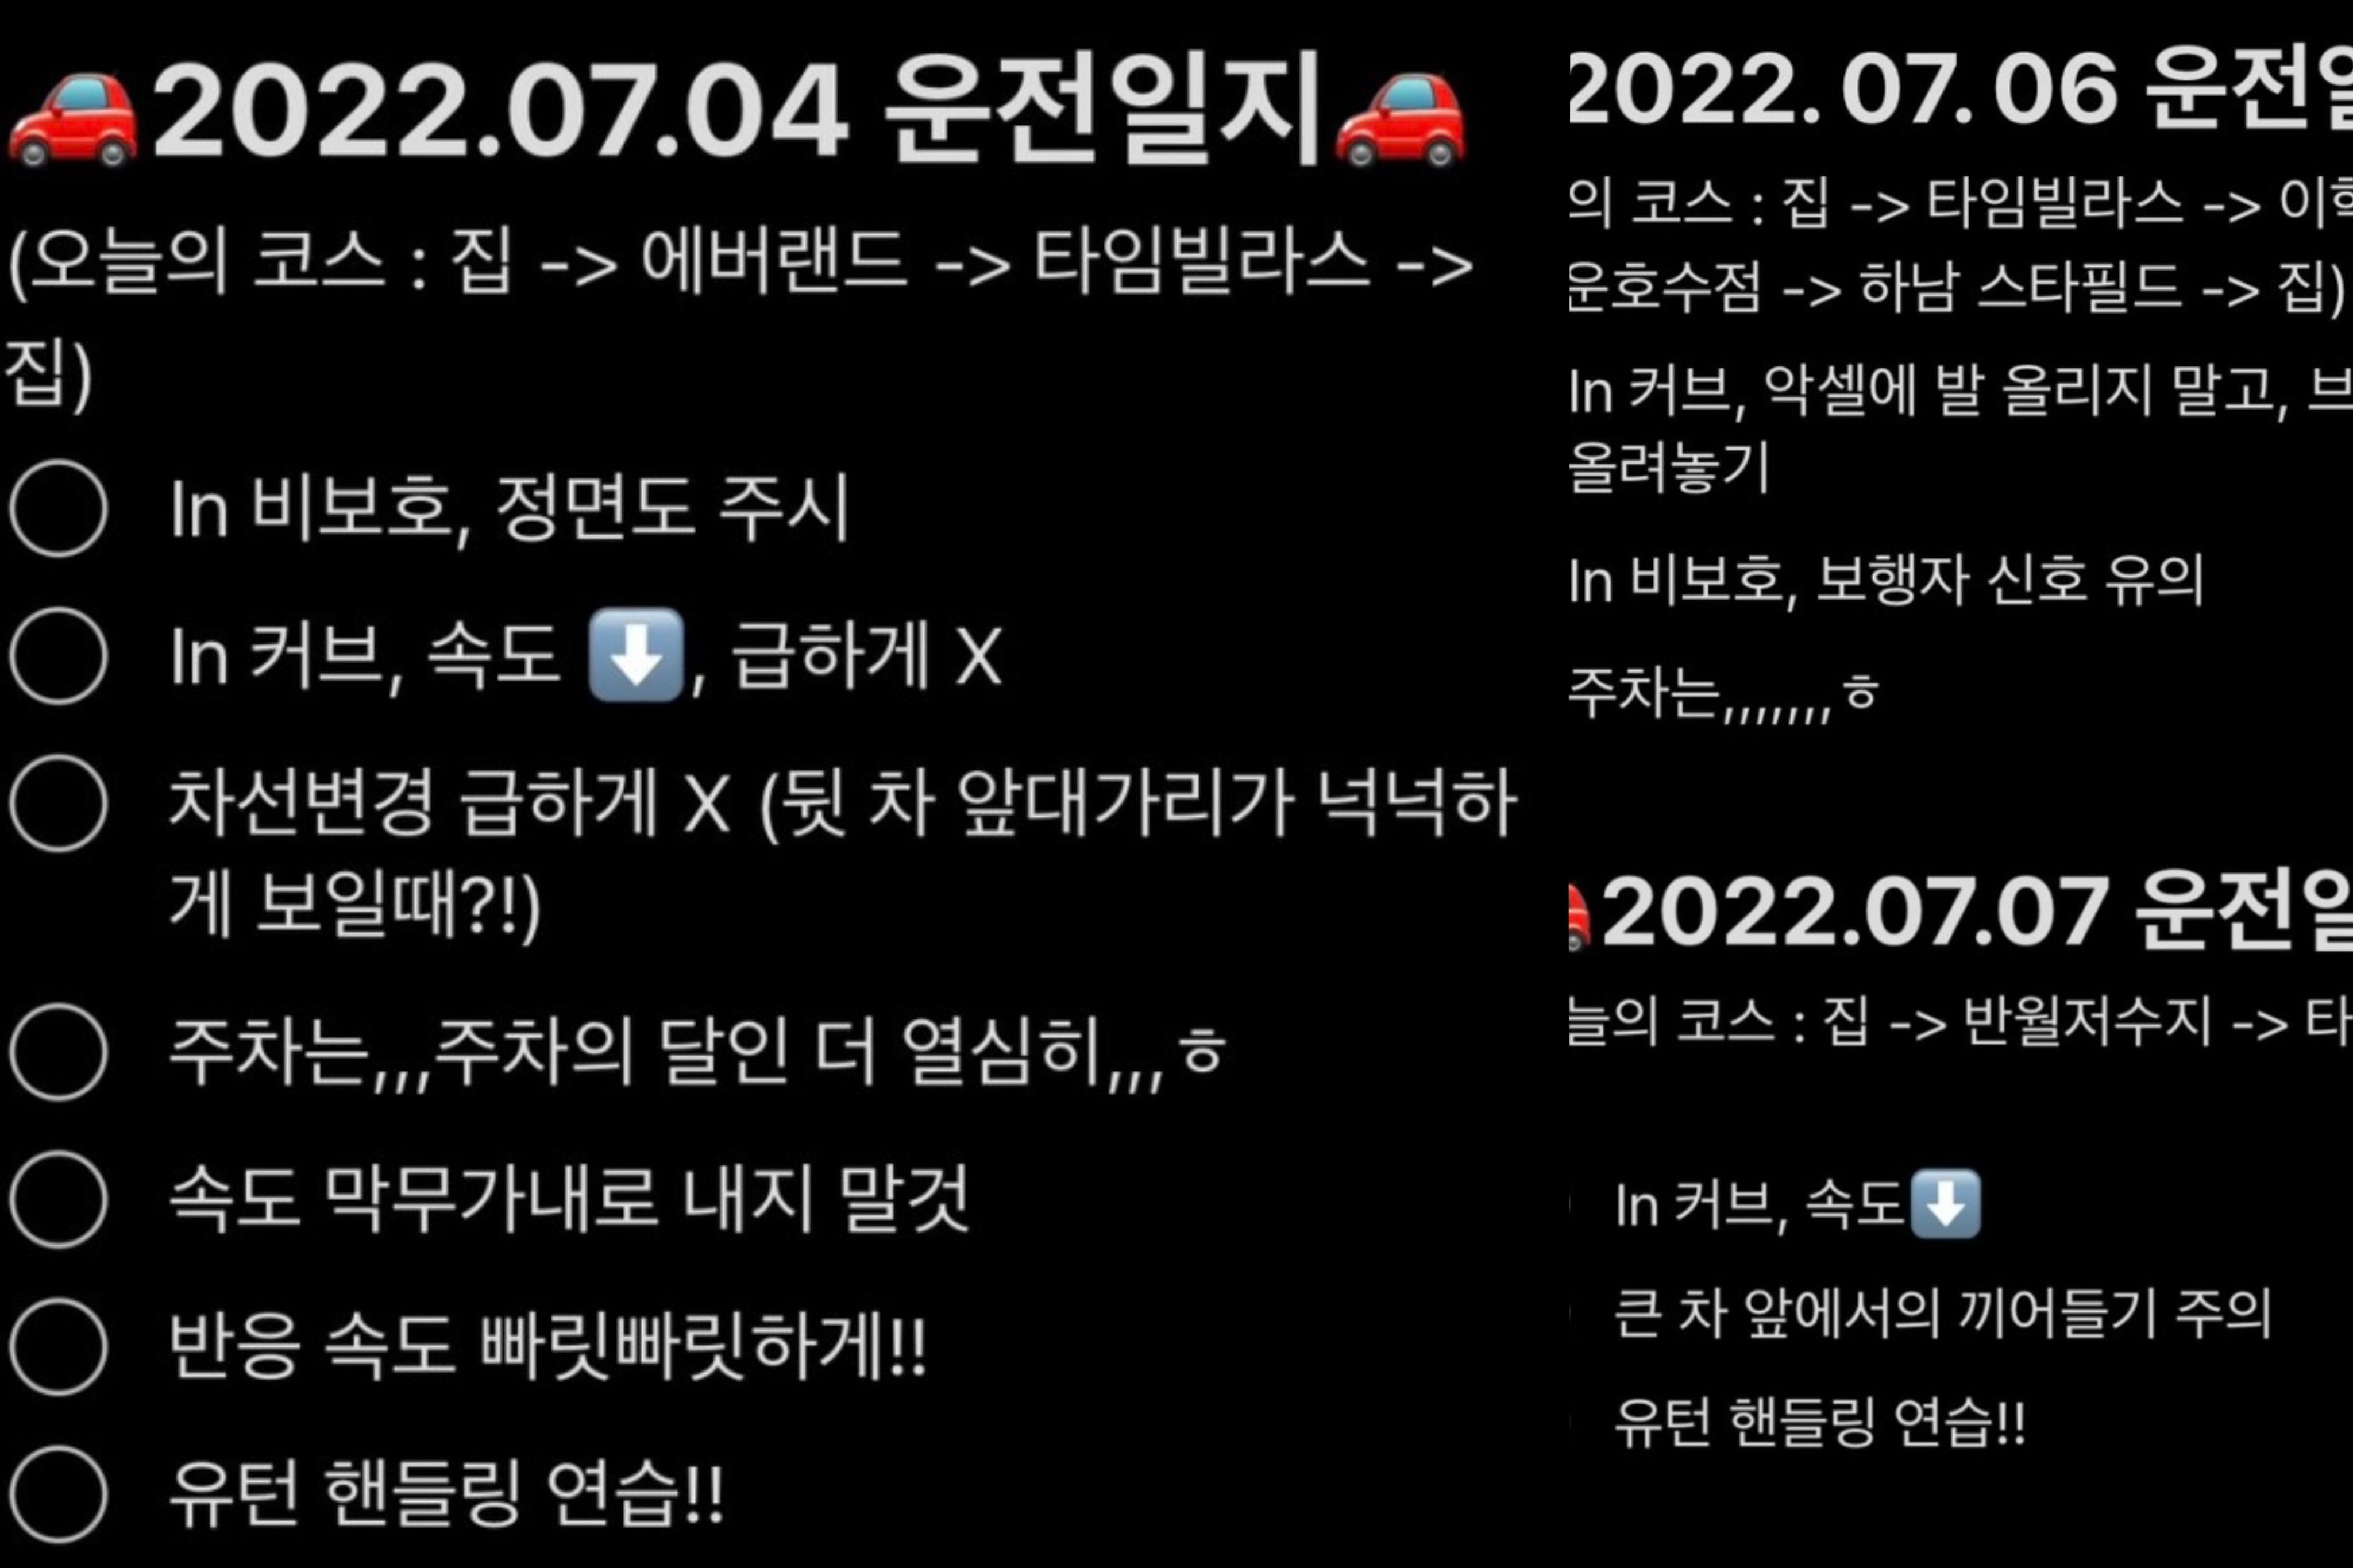 🚗2022.07.04 운전일지🚗
(오늘의 코스 : 집 -> 에버랜드 -> 타임빌라스 ->
집)
In 비보호, 정면도 주시
In 커브, 속도 ⬇️, 급하게 X
차선변경 급하게 X (뒷 차 앞대가리가 넉넉하
게 보일때?!)
주차는,,,주차의 달인 더 열심히,,,ㅎ
속도 막무가내로 내지 말것
반응 속도 빠릿빠릿하게!!
유턴 핸들링 연습!!
2022. 07. 06 운전일
의 코스 : 집 -> 타임빌라스 -> 이학
운호수점 -> 하남 스타필드 -> 집)
In 커브, 악셀에 발 올리지 말고, 브
올려놓기
In 비보호, 보행자 신호 유의
주차는,,,,,,,ㅎ
🚗2022.07.07 운전일
늘의 코스 : 집 -> 반월저수지 -> 타
In 커브, 속도⬇️
큰 차 앞에서의 끼어들기 주의
유턴 핸들링 연습!!